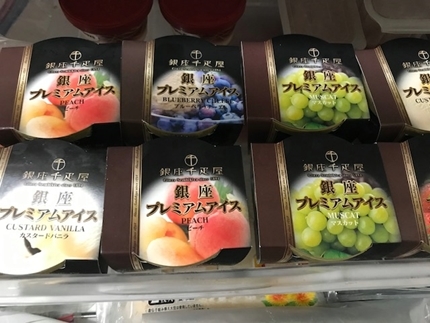 銀座千疋屋
銀座
プレミアムアイス
PEACH
ピーチ
銀座千疋屋
銀座
プレミアムアイス
銀座千疋屋
銀座
プレミアムアイス
MUSCAT
マスカット
銀座千疋屋
銀座
プレミアムアイス
CUSTARD VANILLA
カスタードバニラ
銀座千疋屋
銀座
プレミアムアイス
PEACH
ピーチ
銀座千疋屋
銀座
プレミアムアイス
MUSCAT
マスカット